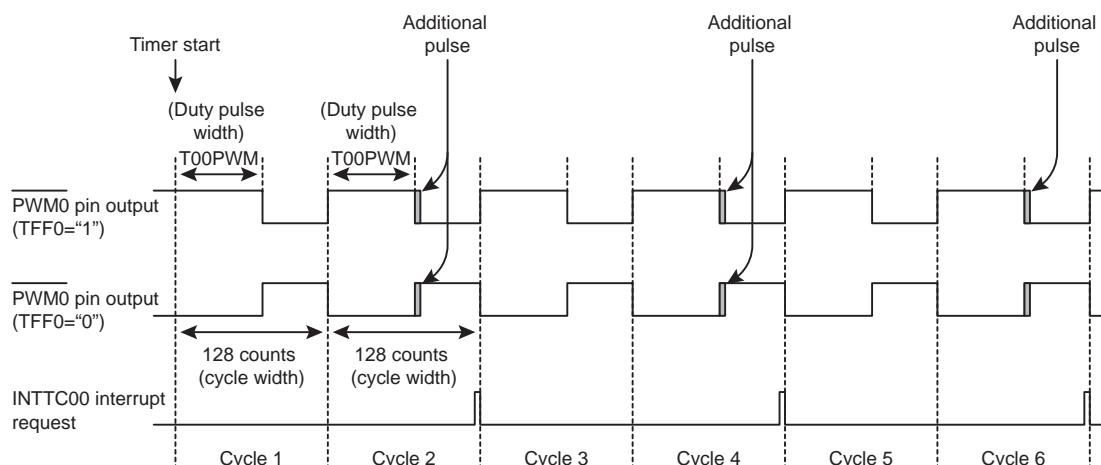 Timer start
Additional
pulse
Additional
pulse
Additional
pulse
(Duty pulse
width)
T00PWM
(Duty pulse
width)
T00PWM
PWM0 pin output
(TFF0=“1”)
PWM0 pin output
(TFF0=“0”)
128 counts
(cycle width)
128 counts
(cycle width)
INTTC00 interrupt
request
Cycle 1
Cycle 2
Cycle 3
Cycle 4
Cycle 5
Cycle 6